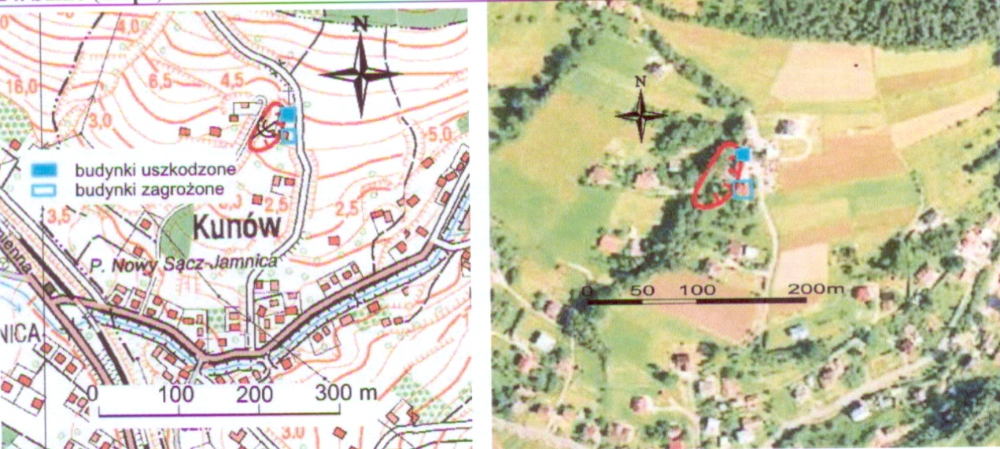 N
4,0
16,0
6,5
4,5
3,0
5,0
budynki uszkodzone
budynki zagrożone
3,5
2,5
2,5
Kunów
P. Nowy Sącz-Jamnica
NICA
0 100 200 300 m
3.0
N
0 50 100 200m